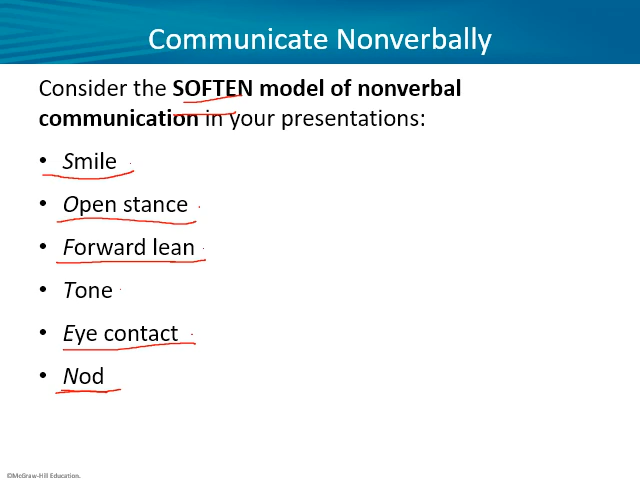 Communicate Nonverbally
Consider the SOFTEN model of nonverbal
communication in your presentations:
• Smile
• Open stance
• Forward lean
• Tone
• Eye contact
• Nod
©McGraw-Hill Education.